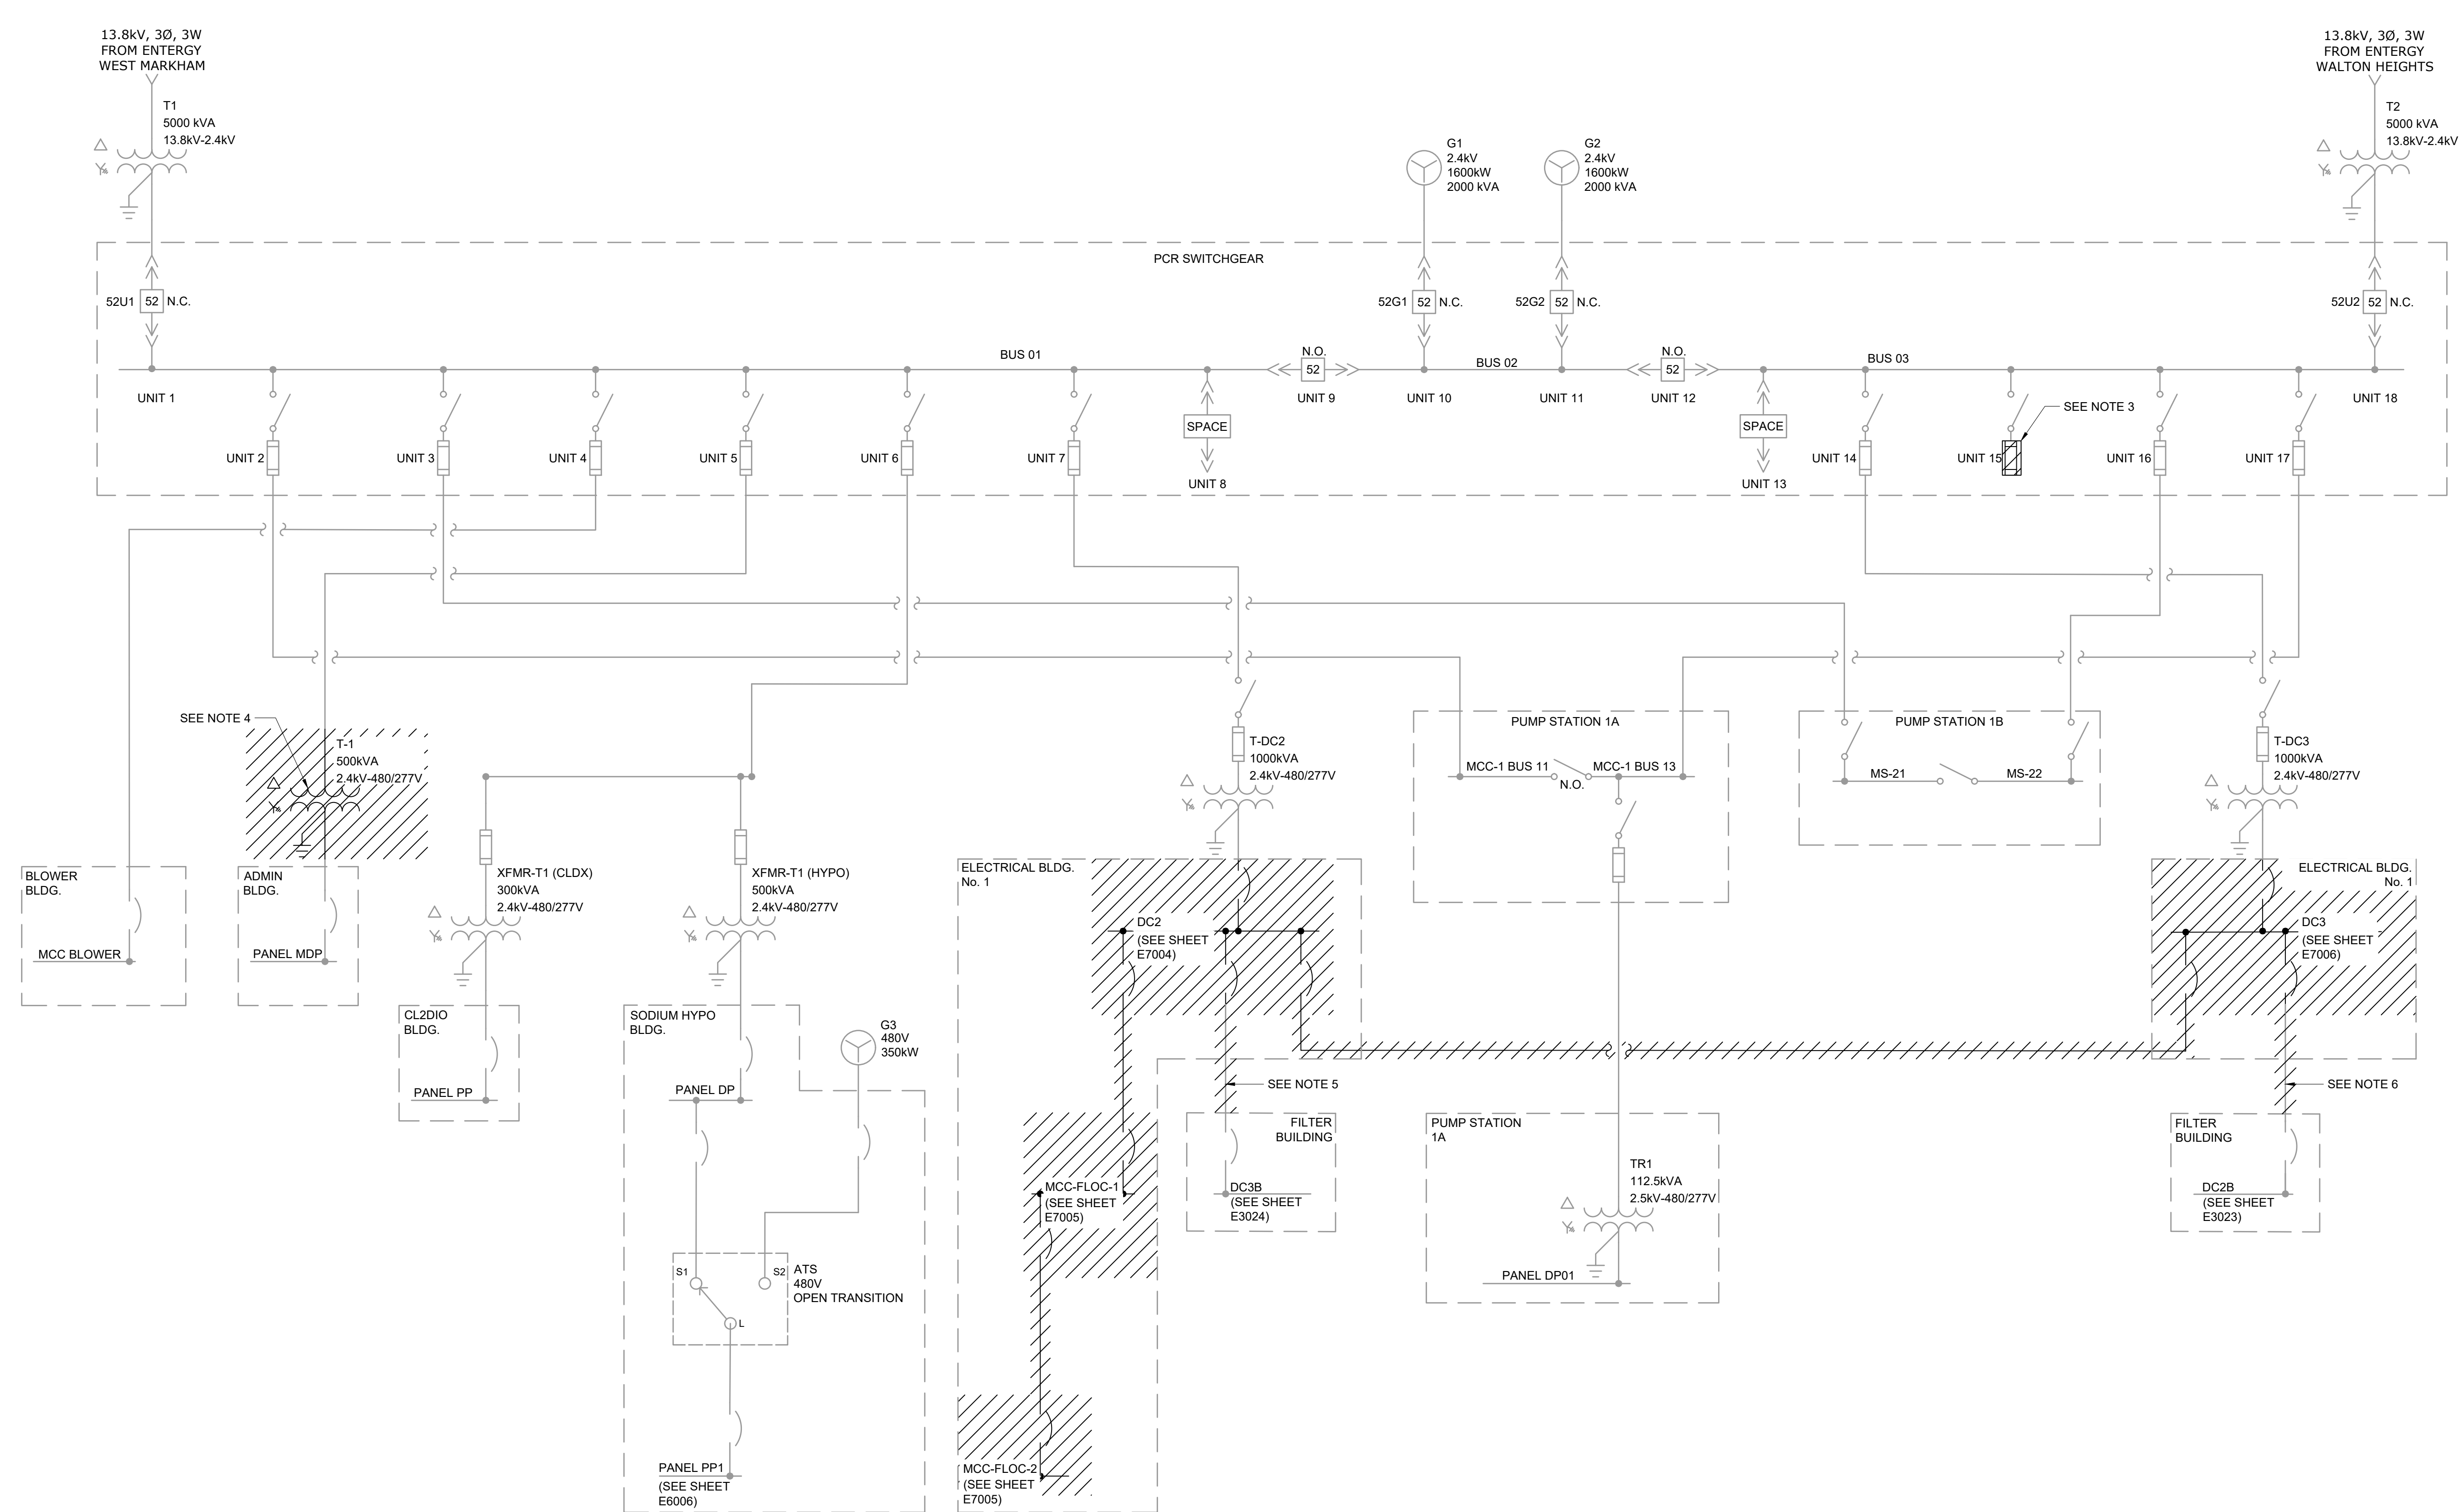 13.8kV, 3Ø, 3W
FROM ENTERGY
WEST MARKHAM
T1
5000 kVA
13.8kV-2.4kV
G1
2.4kV
1600kW
2000 kVA
G2
2.4kV
1600kW
2000 kVA
13.8kV, 3Ø, 3W
FROM ENTERGY
WALTON HEIGHTS
T2
5000 kVA
13.8kV-2.4kV
PCR SWITCHGEAR
52U1 52 N.C.
52G1 52 N.C.
52G2 52 N.C.
52U2 52 N.C.
BUS 01
N.O.
52
BUS 02
N.O.
52
BUS 03
UNIT 1
UNIT 9
UNIT 10
UNIT 11
UNIT 12
UNIT 18
SEE NOTE 3
SPACE
SPACE
UNIT 2
UNIT 3
UNIT 4
UNIT 5
UNIT 6
UNIT 7
UNIT 14
UNIT 15
UNIT 16
UNIT 17
UNIT 8
UNIT 13
SEE NOTE 4
T-1
500kVA
2.4kV-480/277V
T-DC2
1000kVA
2.4kV-480/277V
PUMP STATION 1A
MCC-1 BUS 11
N.O.
MCC-1 BUS 13
PUMP STATION 1B
MS-21
MS-22
T-DC3
1000kVA
2.4kV-480/277V
BLOWER
BLDG.
MCC BLOWER
ADMIN
BLDG.
PANEL MDP
XFMR-T1 (CLDX)
300kVA
2.4kV-480/277V
XFMR-T1 (HYPO)
500kVA
2.4kV-480/277V
ELECTRICAL BLDG.
No. 1
DC2
(SEE SHEET
E7004)
ELECTRICAL BLDG.
No. 1
DC3
(SEE SHEET
E7006)
CL2DIO
BLDG.
PANEL PP
SODIUM HYPO
BLDG.
G3
480V
350kW
PANEL DP
SEE NOTE 5
SEE NOTE 6
FILTER
BUILDING
DC3B
(SEE SHEET
E3024)
PUMP STATION
1A
TR1
112.5kVA
2.5kV-480/277V
PANEL DP01
FILTER
BUILDING
DC2B
(SEE SHEET
E3023)
MCC-FLOC-1
(SEE SHEET
E7005)
S1
S2
ATS
480V
OPEN TRANSITION
L
PANEL PP1
(SEE SHEET
E6006)
MCC-FLOC-2
(SEE SHEET
E7005)